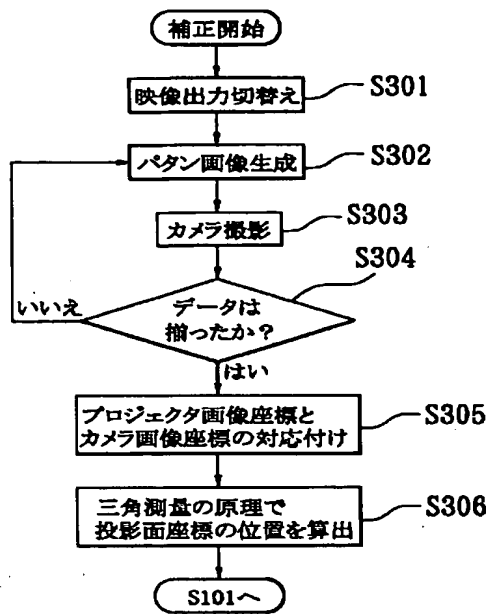 補正開始
映像出力切替え
S301
パタン画像生成
S302
カメラ撮影
S303
S304
データは
揃ったか?
いいえ
はい
プロジェクタ画像座標と
カメラ画像座標の対応付け
S305
三角測量の原理で
投影面座標の位置を算出
S306
S101へ